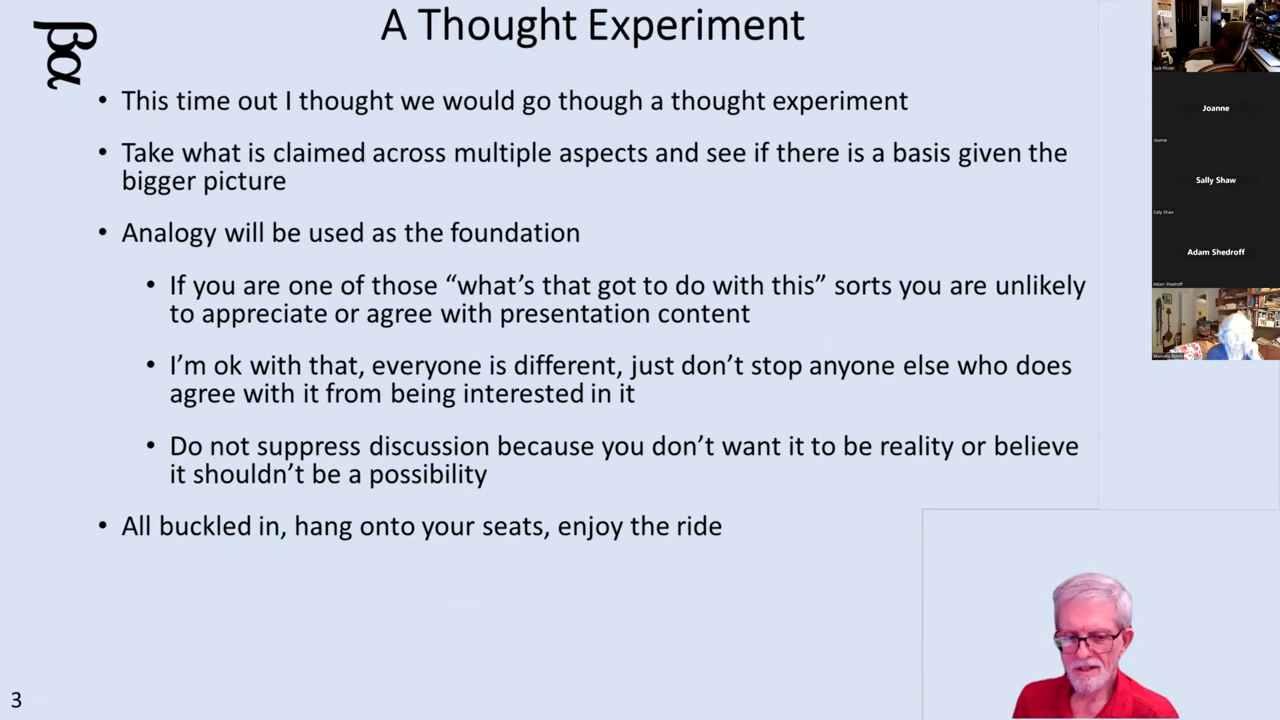 A Thought Experiment
βα
• This time out I thought we would go though a thought experiment
• Take what is claimed across multiple aspects and see if there is a basis given the
bigger picture
• Analogy will be used as the foundation
• If you are one of those “what’s that got to do with this” sorts you are unlikely
to appreciate or agree with presentation content
• I’m ok with that, everyone is different, just don’t stop anyone else who does
agree with it from being interested in it
• Do not suppress discussion because you don’t want it to be reality or believe
it shouldn’t be a possibility
• All buckled in, hang onto your seats, enjoy the ride
3
Joanne
Joanne
Sally Shaw
Sally Shaw
Adam Shedroff
Adam Shedroff